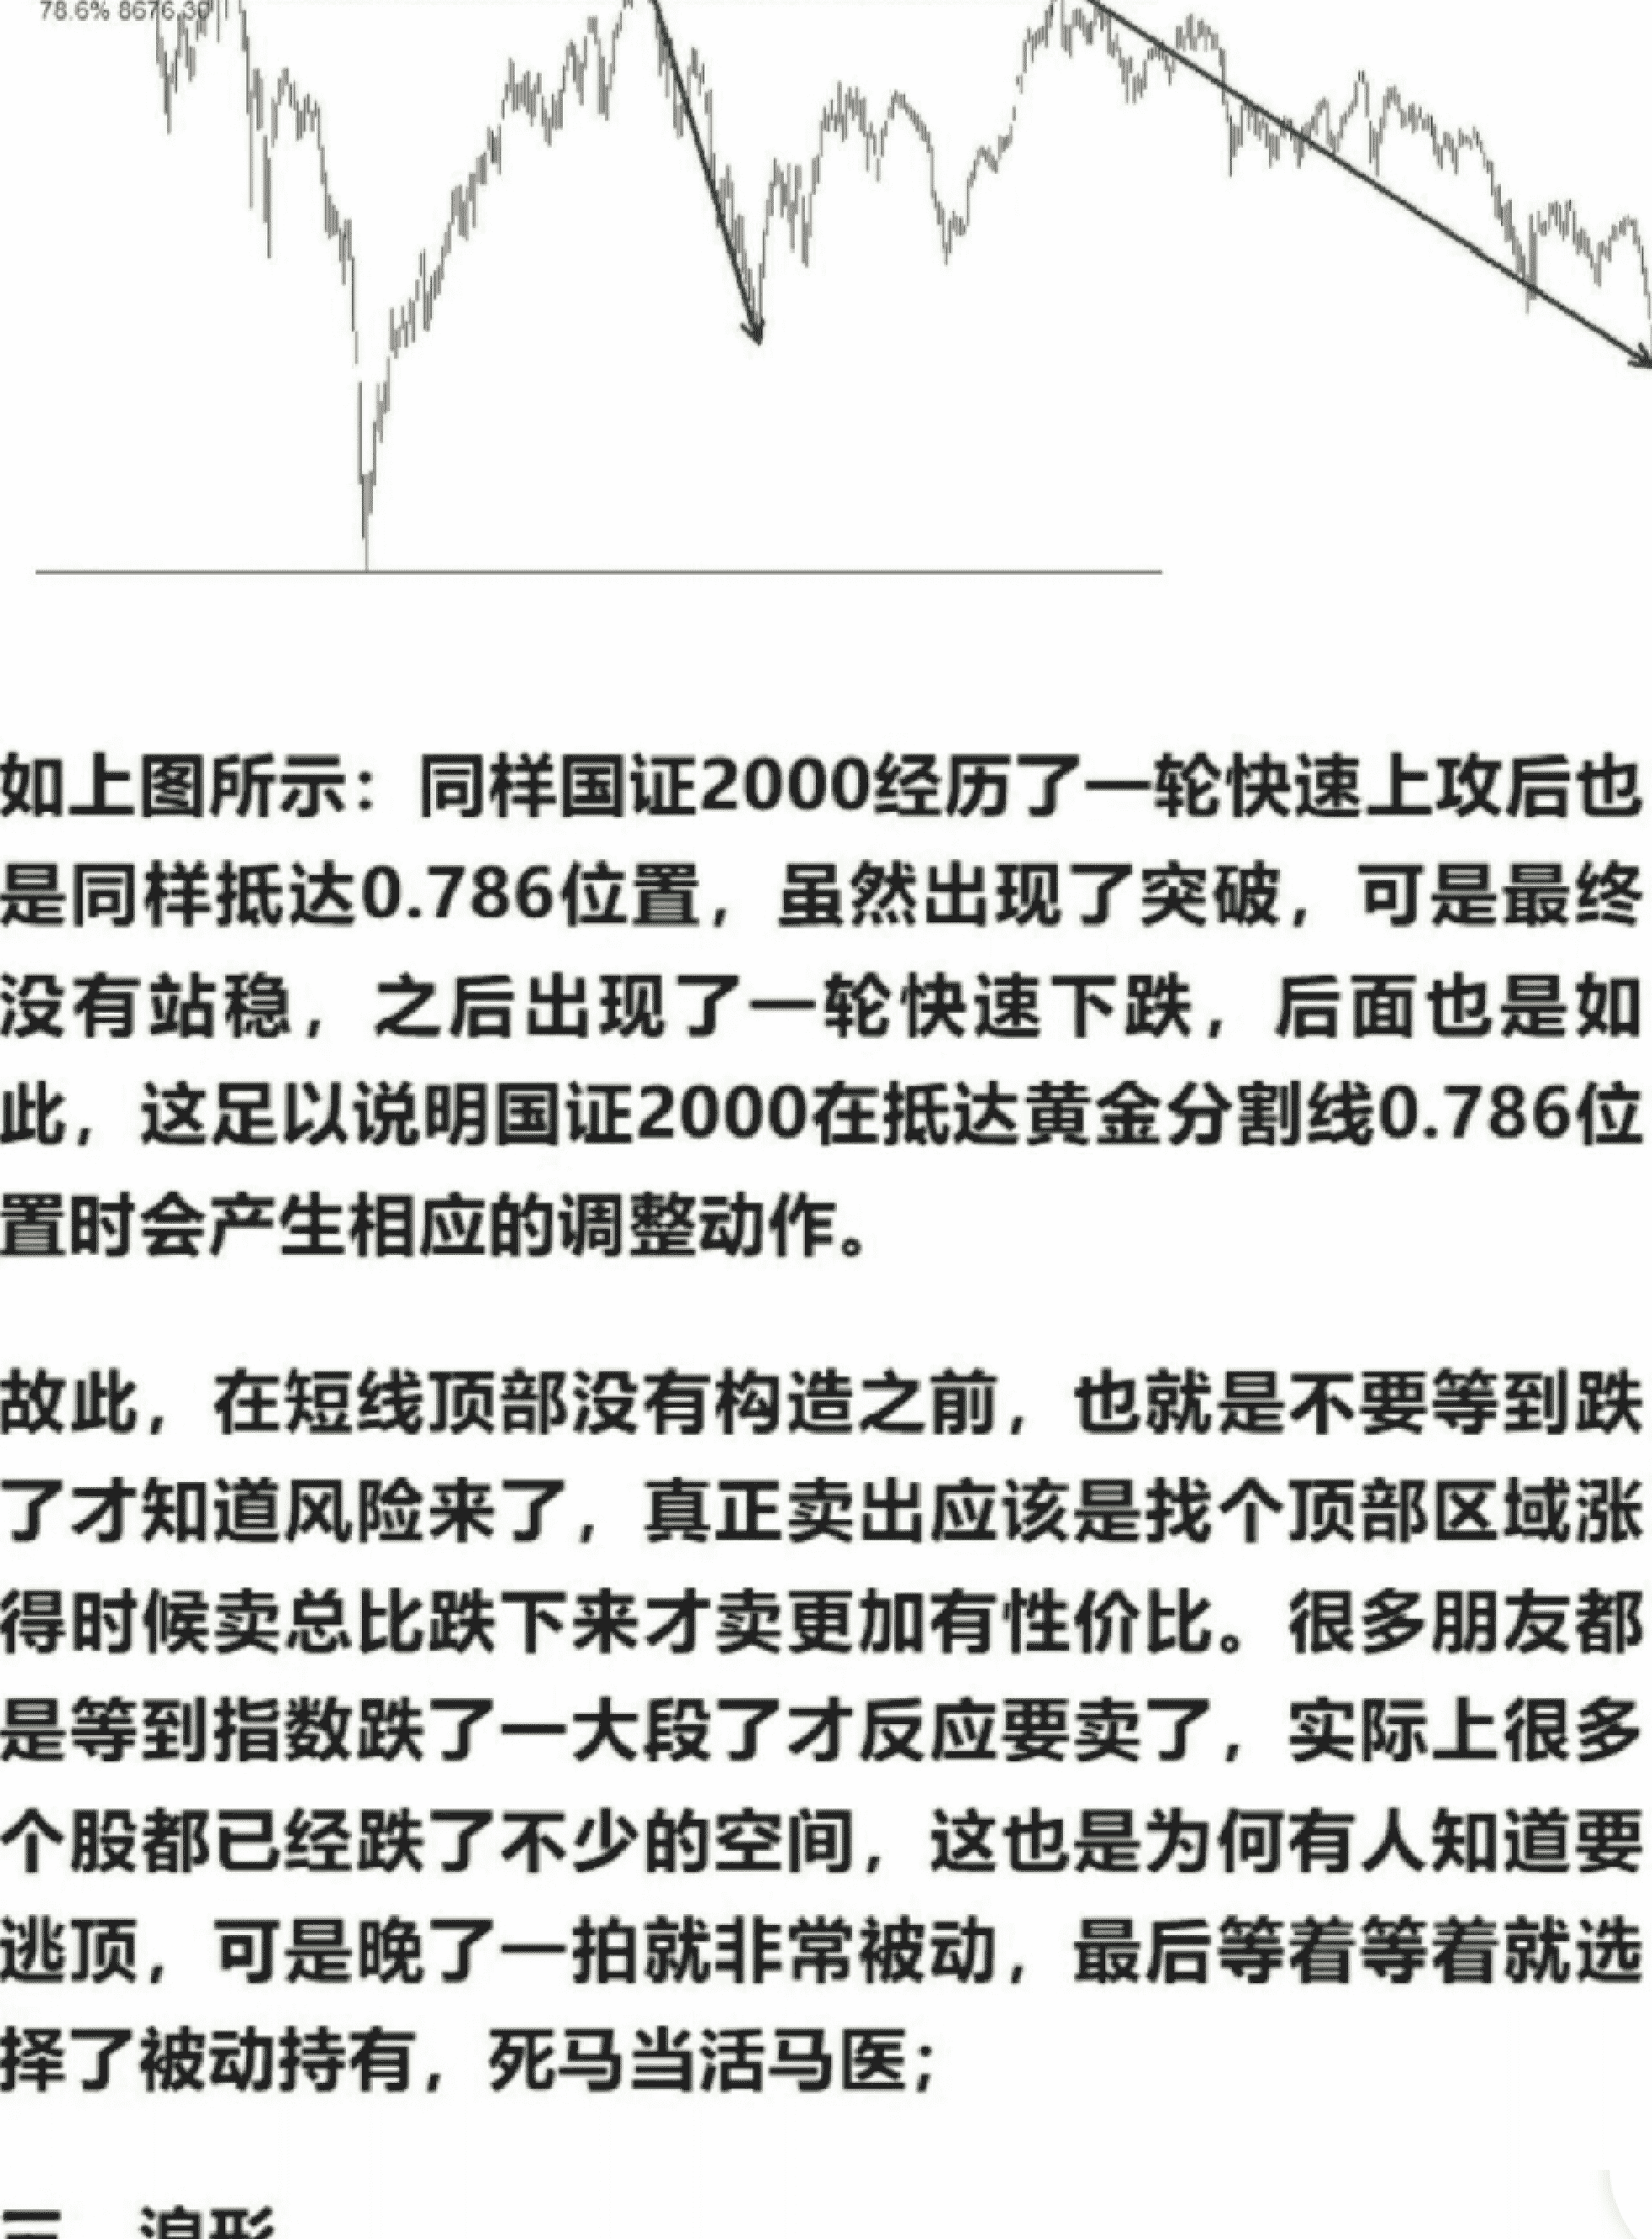 78.6% 8676.30
如上图所示：同样国证2000经历了一轮快速上攻后也
是同样抵达0.786位置，虽然出现了突破，可是最终
没有站稳，之后出现了一轮快速下跌，后面也是如
此，这足以说明国证2000在抵达黄金分割线0.786位
置时会产生相应的调整动作。
故此，在短线顶部没有构造之前，也就是不要等到跌
了才知道风险来了，真正卖出应该是找个顶部区域涨
得时候卖总比跌下来才卖更加有性价比。很多朋友都
是等到指数跌了一大段了才反应要卖了，实际上很多
个股都已经跌了不少的空间，这也是为何有人知道要
逃顶，可是晚了一拍就非常被动，最后等着等着就选
择了被动持有，死马当活马医；